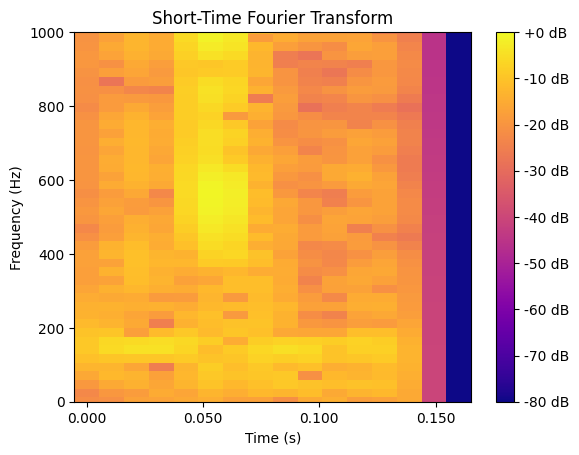 Short-Time Fourier Transform
1000
800
600
400
200
0
Frequency (Hz)
0.000
0.050
0.100
0.150
Time (s)
+0 dB
-10 dB
-20 dB
-30 dB
-40 dB
-50 dB
-60 dB
-70 dB
-80 dB